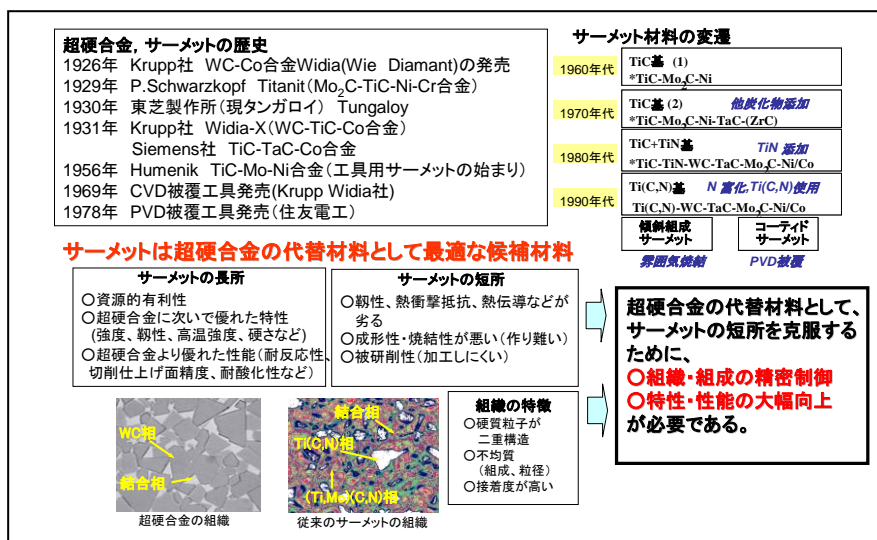 超硬合金, サーメットの歴史
1926年 Krupp社 WC-Co合金Widia(Wie Diamant)の発売
1929年 P.Schwarzkopf Titanit(Mo2C-TiC-Ni-Cr合金)
1930年 東芝製作所(現タンガロイ) Tungaloy
1931年 Krupp社 Widia-X(WC-TiC-Co合金)
Siemens社 TiC-TaC-Co合金
1956年 Humenik TiC-Mo-Ni合金(工具用サーメットの始まり)
1969年 CVD被覆工具発売(Krupp Widia社)
1978年 PVD被覆工具発売(住友電工)
サーメット材料の変遷
1960年代
TiC基 (1)
*TiC-Mo2C-Ni
1970年代
TiC基 (2) 他炭化物添加
*TiC-Mo2C-Ni-TaC-(ZrC)
1980年代
TiC+TiN基 TiN 添加
*TiC-TiN-WC-TaC-Mo2C-Ni/Co
1990年代
Ti(C,N)基 N 富化,Ti(C,N)使用
Ti(C,N)-WC-TaC-Mo2C-Ni/Co
傾斜組成
サーメット
雰囲気焼結
コーティド
サーメット
PVD被覆
サーメットは超硬合金の代替材料として最適な候補材料
サーメットの長所
○資源的有利性
○超硬合金に次いで優れた特性
(強度、靭性、高温強度、硬さなど)
○超硬合金より優れた性能(耐反応性、
切削仕上げ面精度、耐酸化性など)
サーメットの短所
○靭性、熱衝撃抵抗、熱伝導などが
劣る
○成形性・焼結性が悪い(作り難い)
○被研削性(加工しにくい)
超硬合金の代替材料として、
サーメットの短所を克服する
ために、
○組織・組成の精密制御
○特性・性能の大幅向上
が必要である。
WC相
結合相
超硬合金の組織
結合相
Ti(C,N)相
(Ti,Mo)(C,N)相
従来のサーメットの組織
組織の特徴
○硬質粒子が
二重構造
○不均質
(組成、粒径)
○接着度が高い